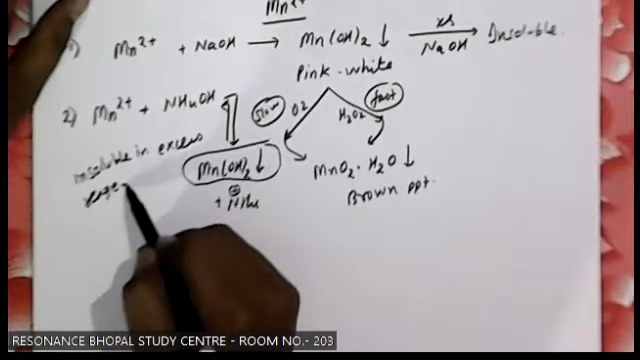 Mn2+
1) Mn2+ + NaOH → Mn(OH)2 ↓ xs NaOH → Insoluble.
Pink-white
2) Mn2+ + NH4OH
slow O2 H2O2 fast
insoluble in excess
Mn(OH)2 ↓
MnO2 · H2O ↓
+ NH4⊕
Brown ppt.
RESONANCE BHOPAL STUDY CENTRE - ROOM NO.- 203